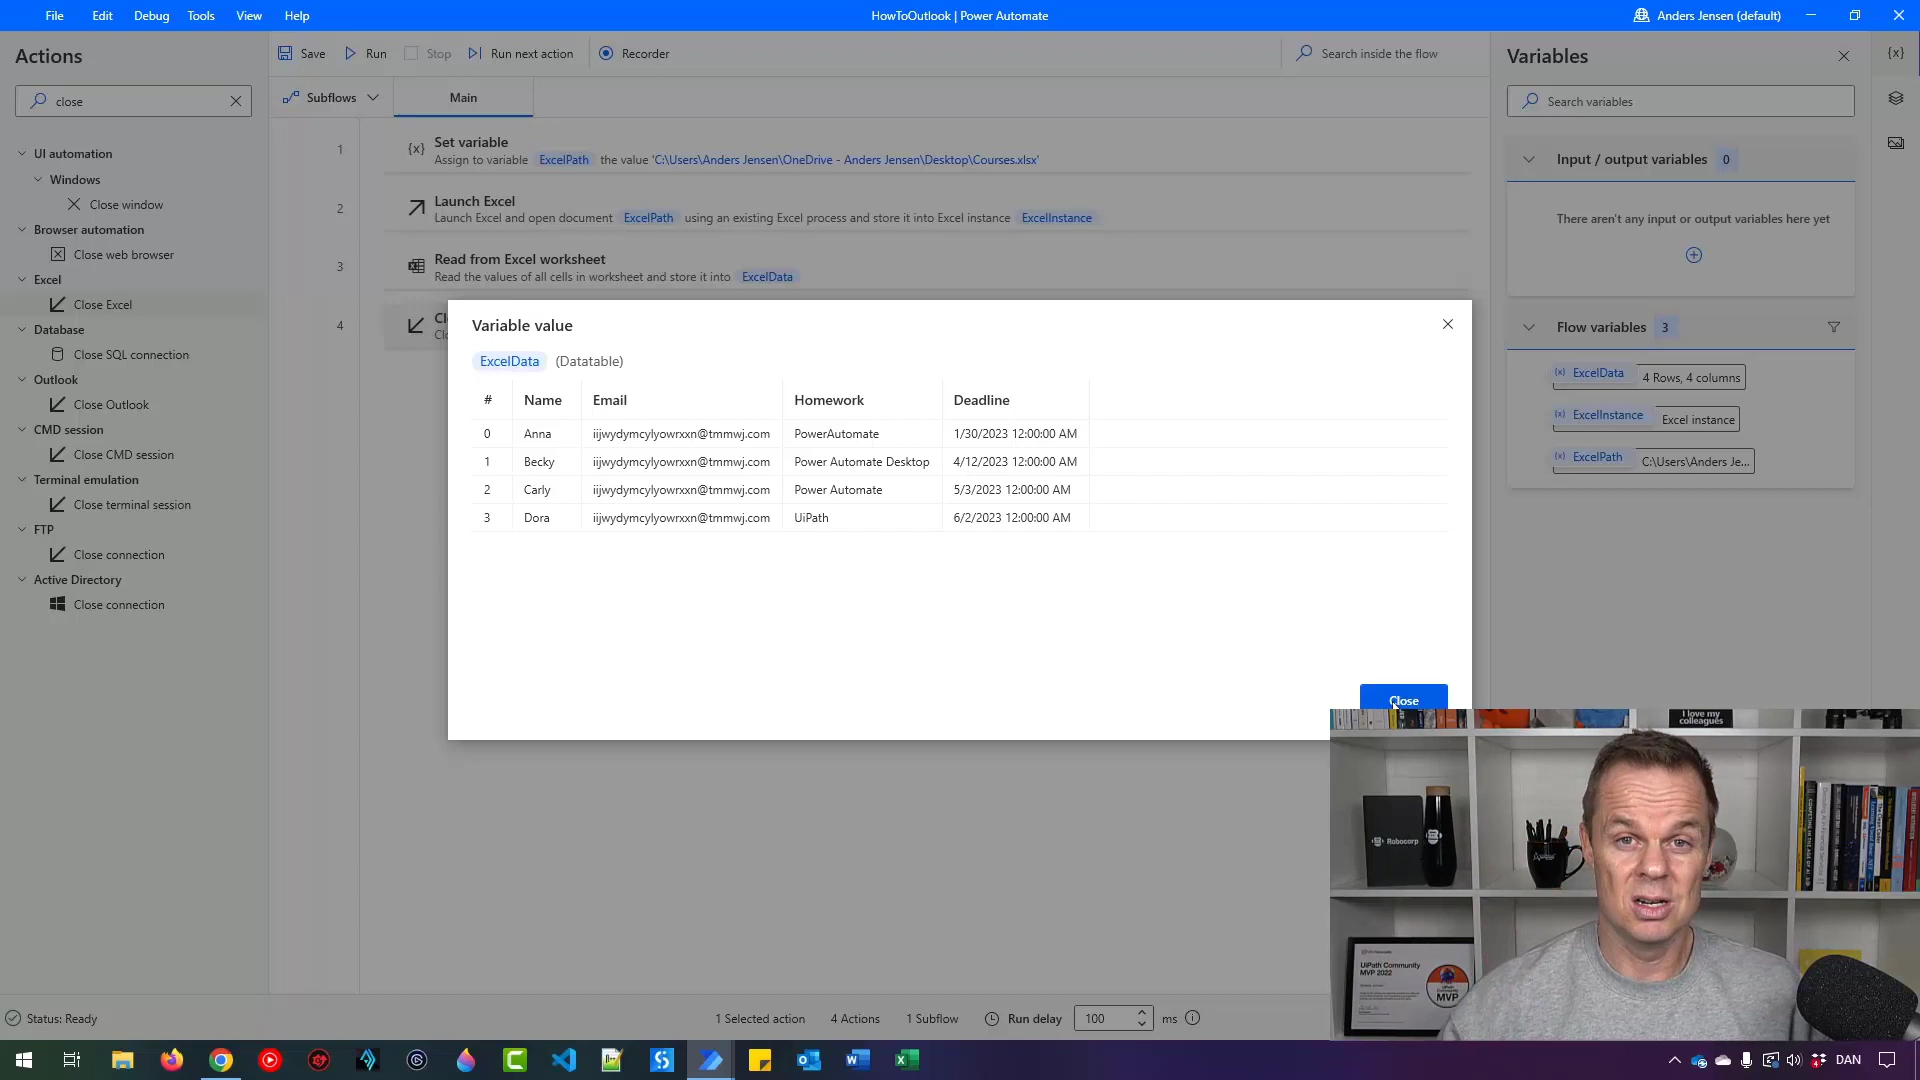 File Edit Debug Tools View Help
HowToOutlook | Power Automate
Anders Jensen (default)
Actions
close
UI automation
Windows
Close window
Browser automation
Close web browser
Excel
Close Excel
Database
Close SQL connection
Outlook
Close Outlook
CMD session
Close CMD session
Terminal emulation
Close terminal session
FTP
Close connection
Active Directory
Close connection
Save Run Stop Run next action Recorder
Search inside the flow
Subflows Main
1 {x} Set variable
Assign to variable ExcelPath the value 'C:\Users\Anders Jensen\OneDrive - Anders Jensen\Desktop\Courses.xlsx'
2 Launch Excel
Launch Excel and open document ExcelPath using an existing Excel process and store it into Excel instance ExcelInstance
3 Read from Excel worksheet
Read the values of all cells in worksheet and store it into ExcelData
4 Cl
Clo
Variable value
ExcelData (Datatable)
# Name Email Homework Deadline
0 Anna iijwydymcylyowrxxn@tmmwj.com PowerAutomate 1/30/2023 12:00:00 AM
1 Becky iijwydymcylyowrxxn@tmmwj.com Power Automate Desktop 4/12/2023 12:00:00 AM
2 Carly iijwydymcylyowrxxn@tmmwj.com Power Automate 5/3/2023 12:00:00 AM
3 Dora iijwydymcylyowrxxn@tmmwj.com UiPath 6/2/2023 12:00:00 AM
Close
Variables
{x}
Search variables
Input / output variables 0
There aren't any input or output variables here yet
Flow variables 3
(x) ExcelData 4 Rows, 4 columns
(x) ExcelInstance Excel instance
(x) ExcelPath C:\Users\Anders Je...
I love my
colleagues
Robocorp
UiPath Community
MVP 2022
MVP
Status: Ready
1 Selected action 4 Actions 1 Subflow Run delay 100 ms
DAN